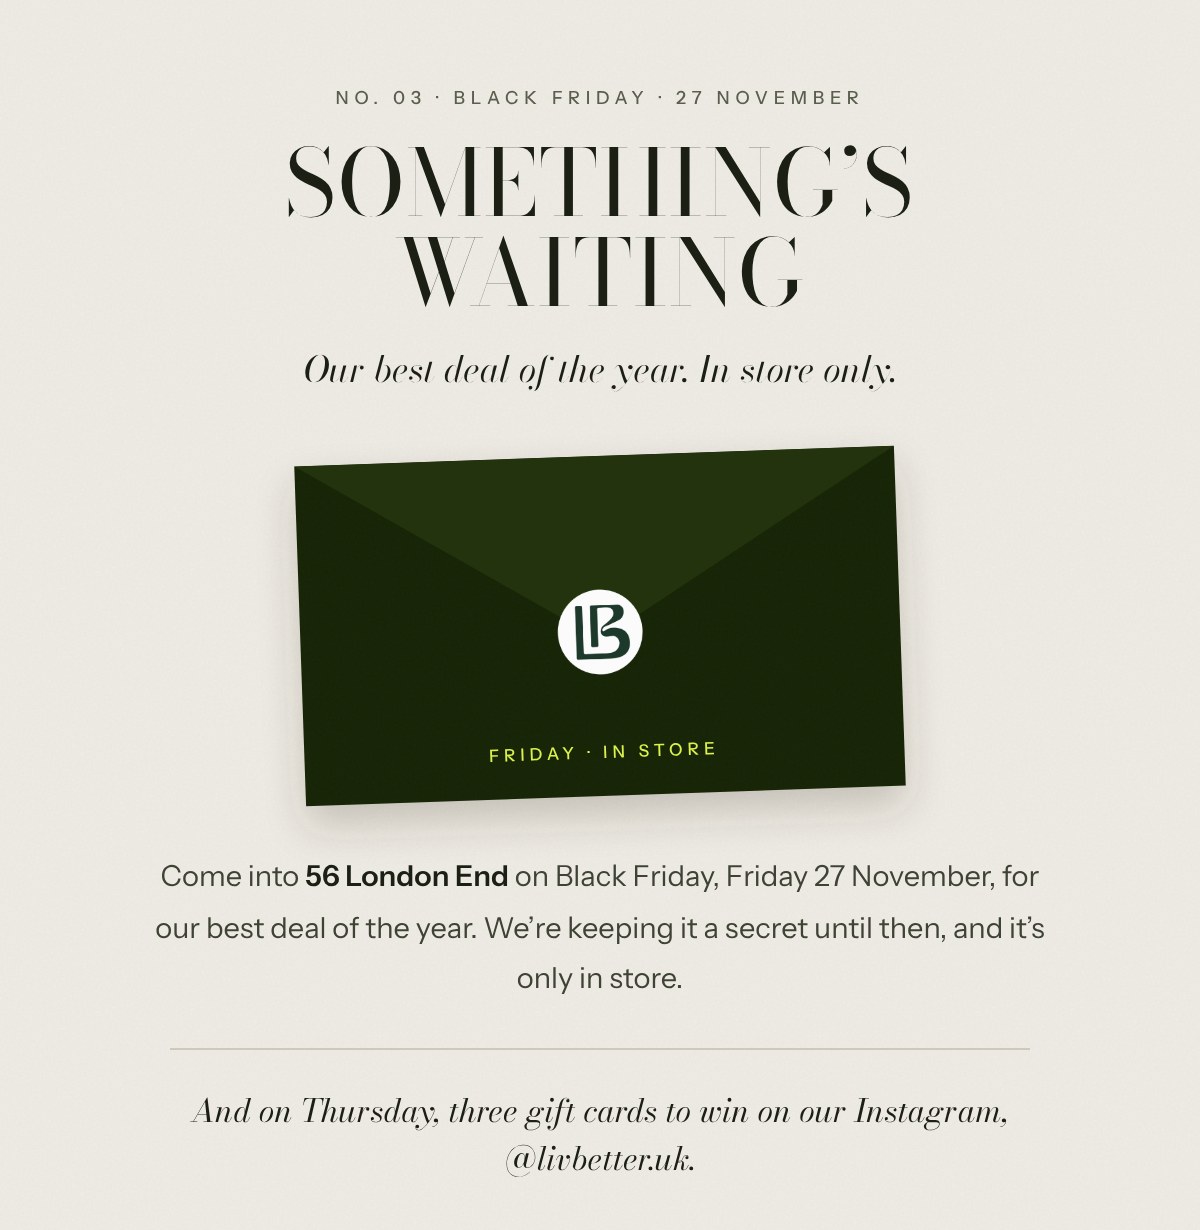 NO. 03 · BLACK FRIDAY · 27 NOVEMBER
SOMETHING’S
WAITING
Our best deal of the year. In store only.
LB
FRIDAY · IN STORE
Come into 56 London End on Black Friday, Friday 27 November, for
our best deal of the year. We’re keeping it a secret until then, and it’s
only in store.
And on Thursday, three gift cards to win on our Instagram,
@livbetter.uk.